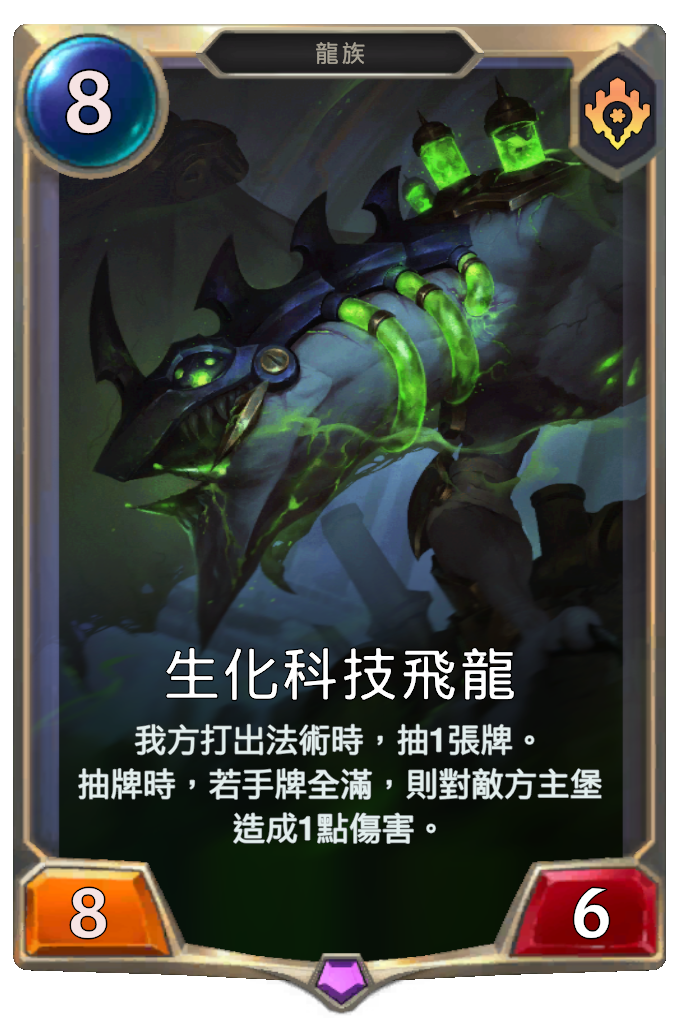 8
龍族
生化科技飛龍
我方打出法術時，抽1張牌。
抽牌時，若手牌全滿，則對敵方主堡
造成1點傷害。
8
6